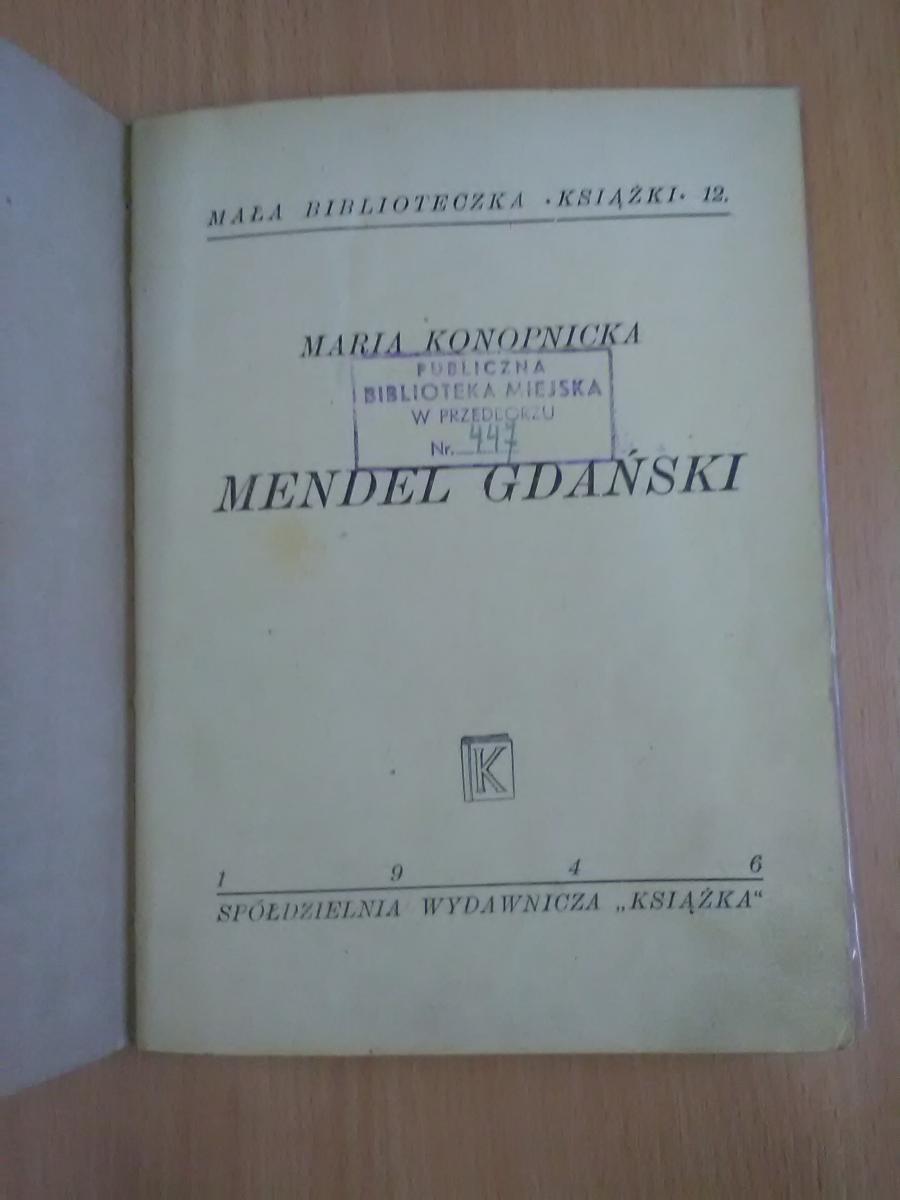 MAŁA BIBLIOTECZKA •KSIĄŻKI• 12.
MARIA KONOPNICKA
PUBLICZNA
BIBLIOTEKA MIEJSKA
W PRZEDBORZU
Nr. 447
MENDEL GDAŃSKI
K
1 9 4 6
SPÓŁDZIELNIA WYDAWNICZA „KSIĄŻKA“